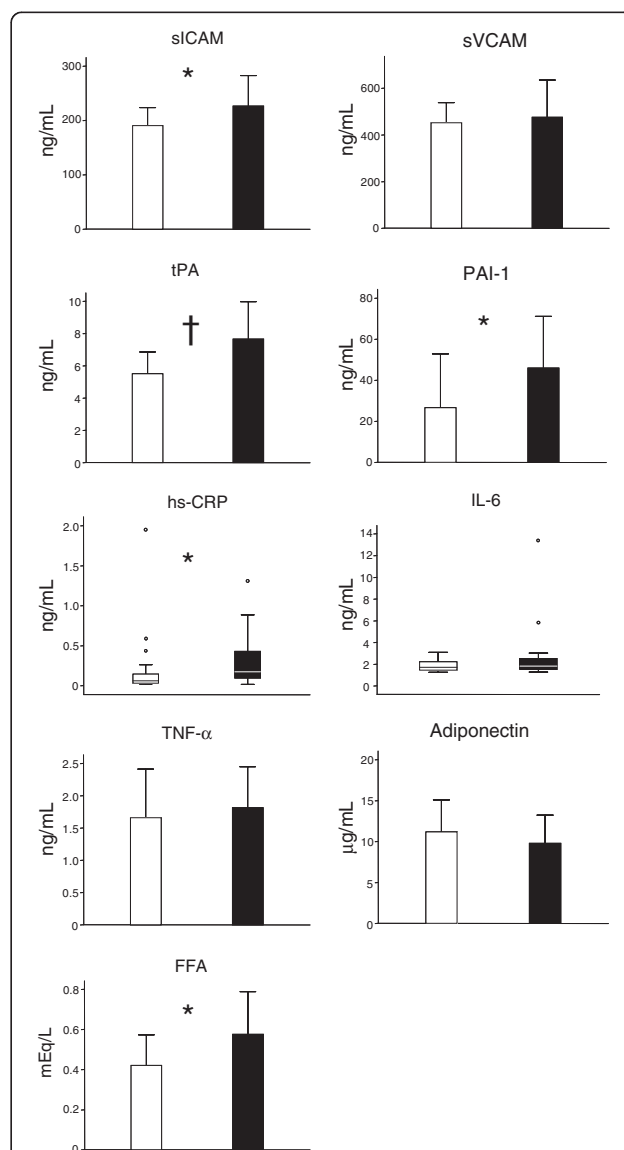 sICAM
300
200
100
0
ng/mL
*
sVCAM
600
400
200
0
ng/mL
tPA
10
8
6
4
2
0
ng/mL
†
PAI-1
80
60
40
20
0
ng/mL
*
hs-CRP
2.0
1.5
1.0
0.5
0
ng/mL
*
IL-6
14
12
10
8
6
4
2
0
ng/mL
TNF-α
2.5
2.0
1.5
1.0
0.5
0
ng/mL
Adiponectin
20
15
10
5
0
μg/mL
FFA
0.8
0.6
0.4
0.2
0
mEq/L
*